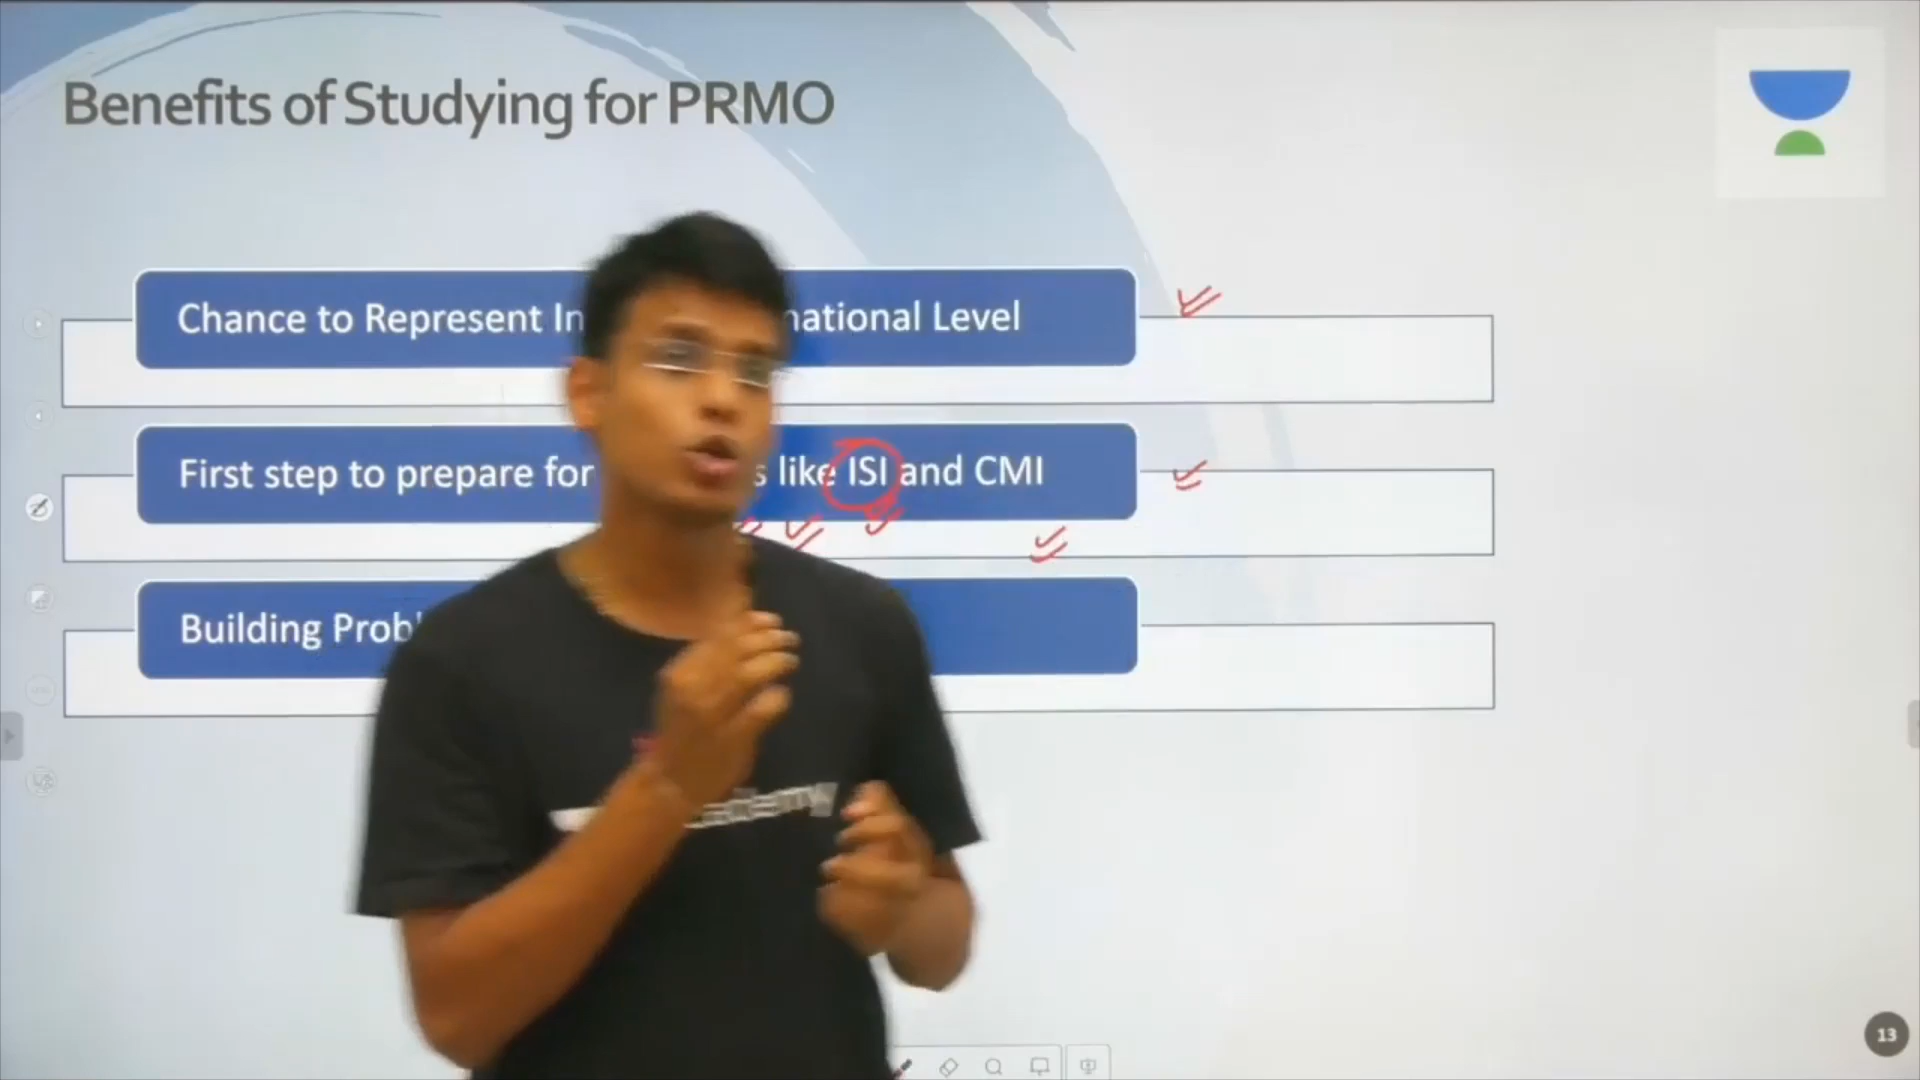 Benefits of Studying for PRMO
Chance to Represent In national Level
First step to prepare for s like ISI and CMI
Building Prob
cademy
13